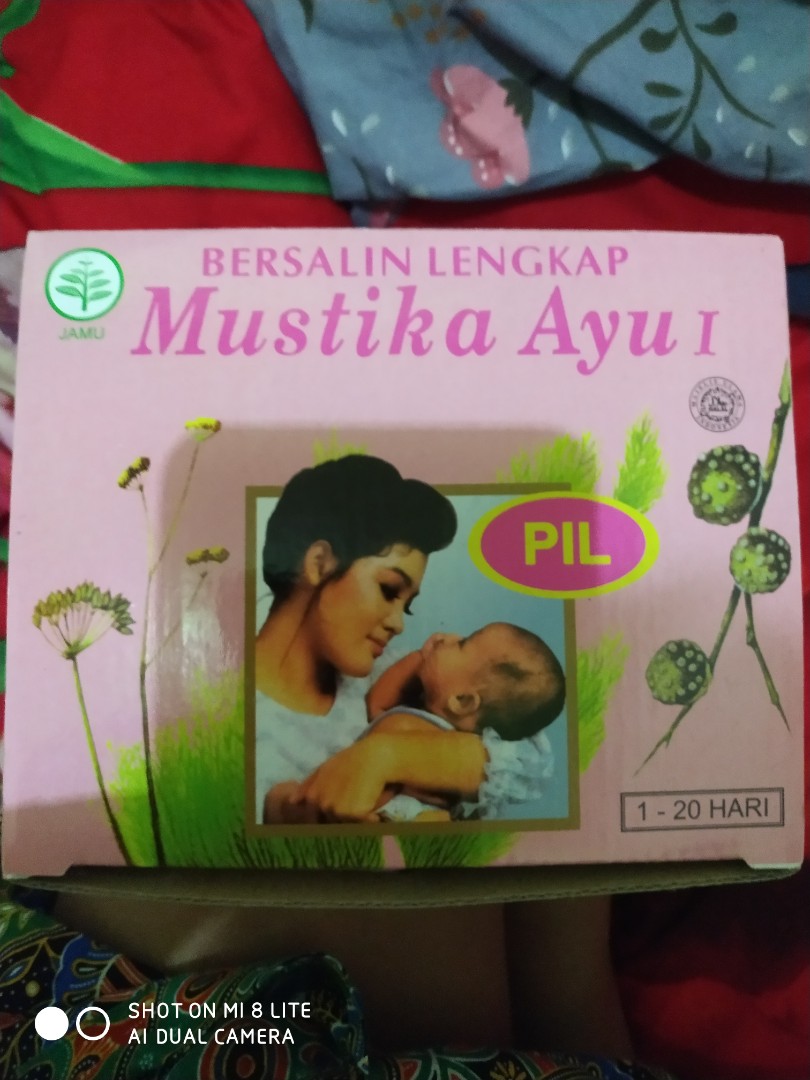 BERSALIN LENGKAP
Mustika Ayu I
JAMU
PIL
1 - 20 HARI
SHOT ON MI 8 LITE
AI DUAL CAMERA